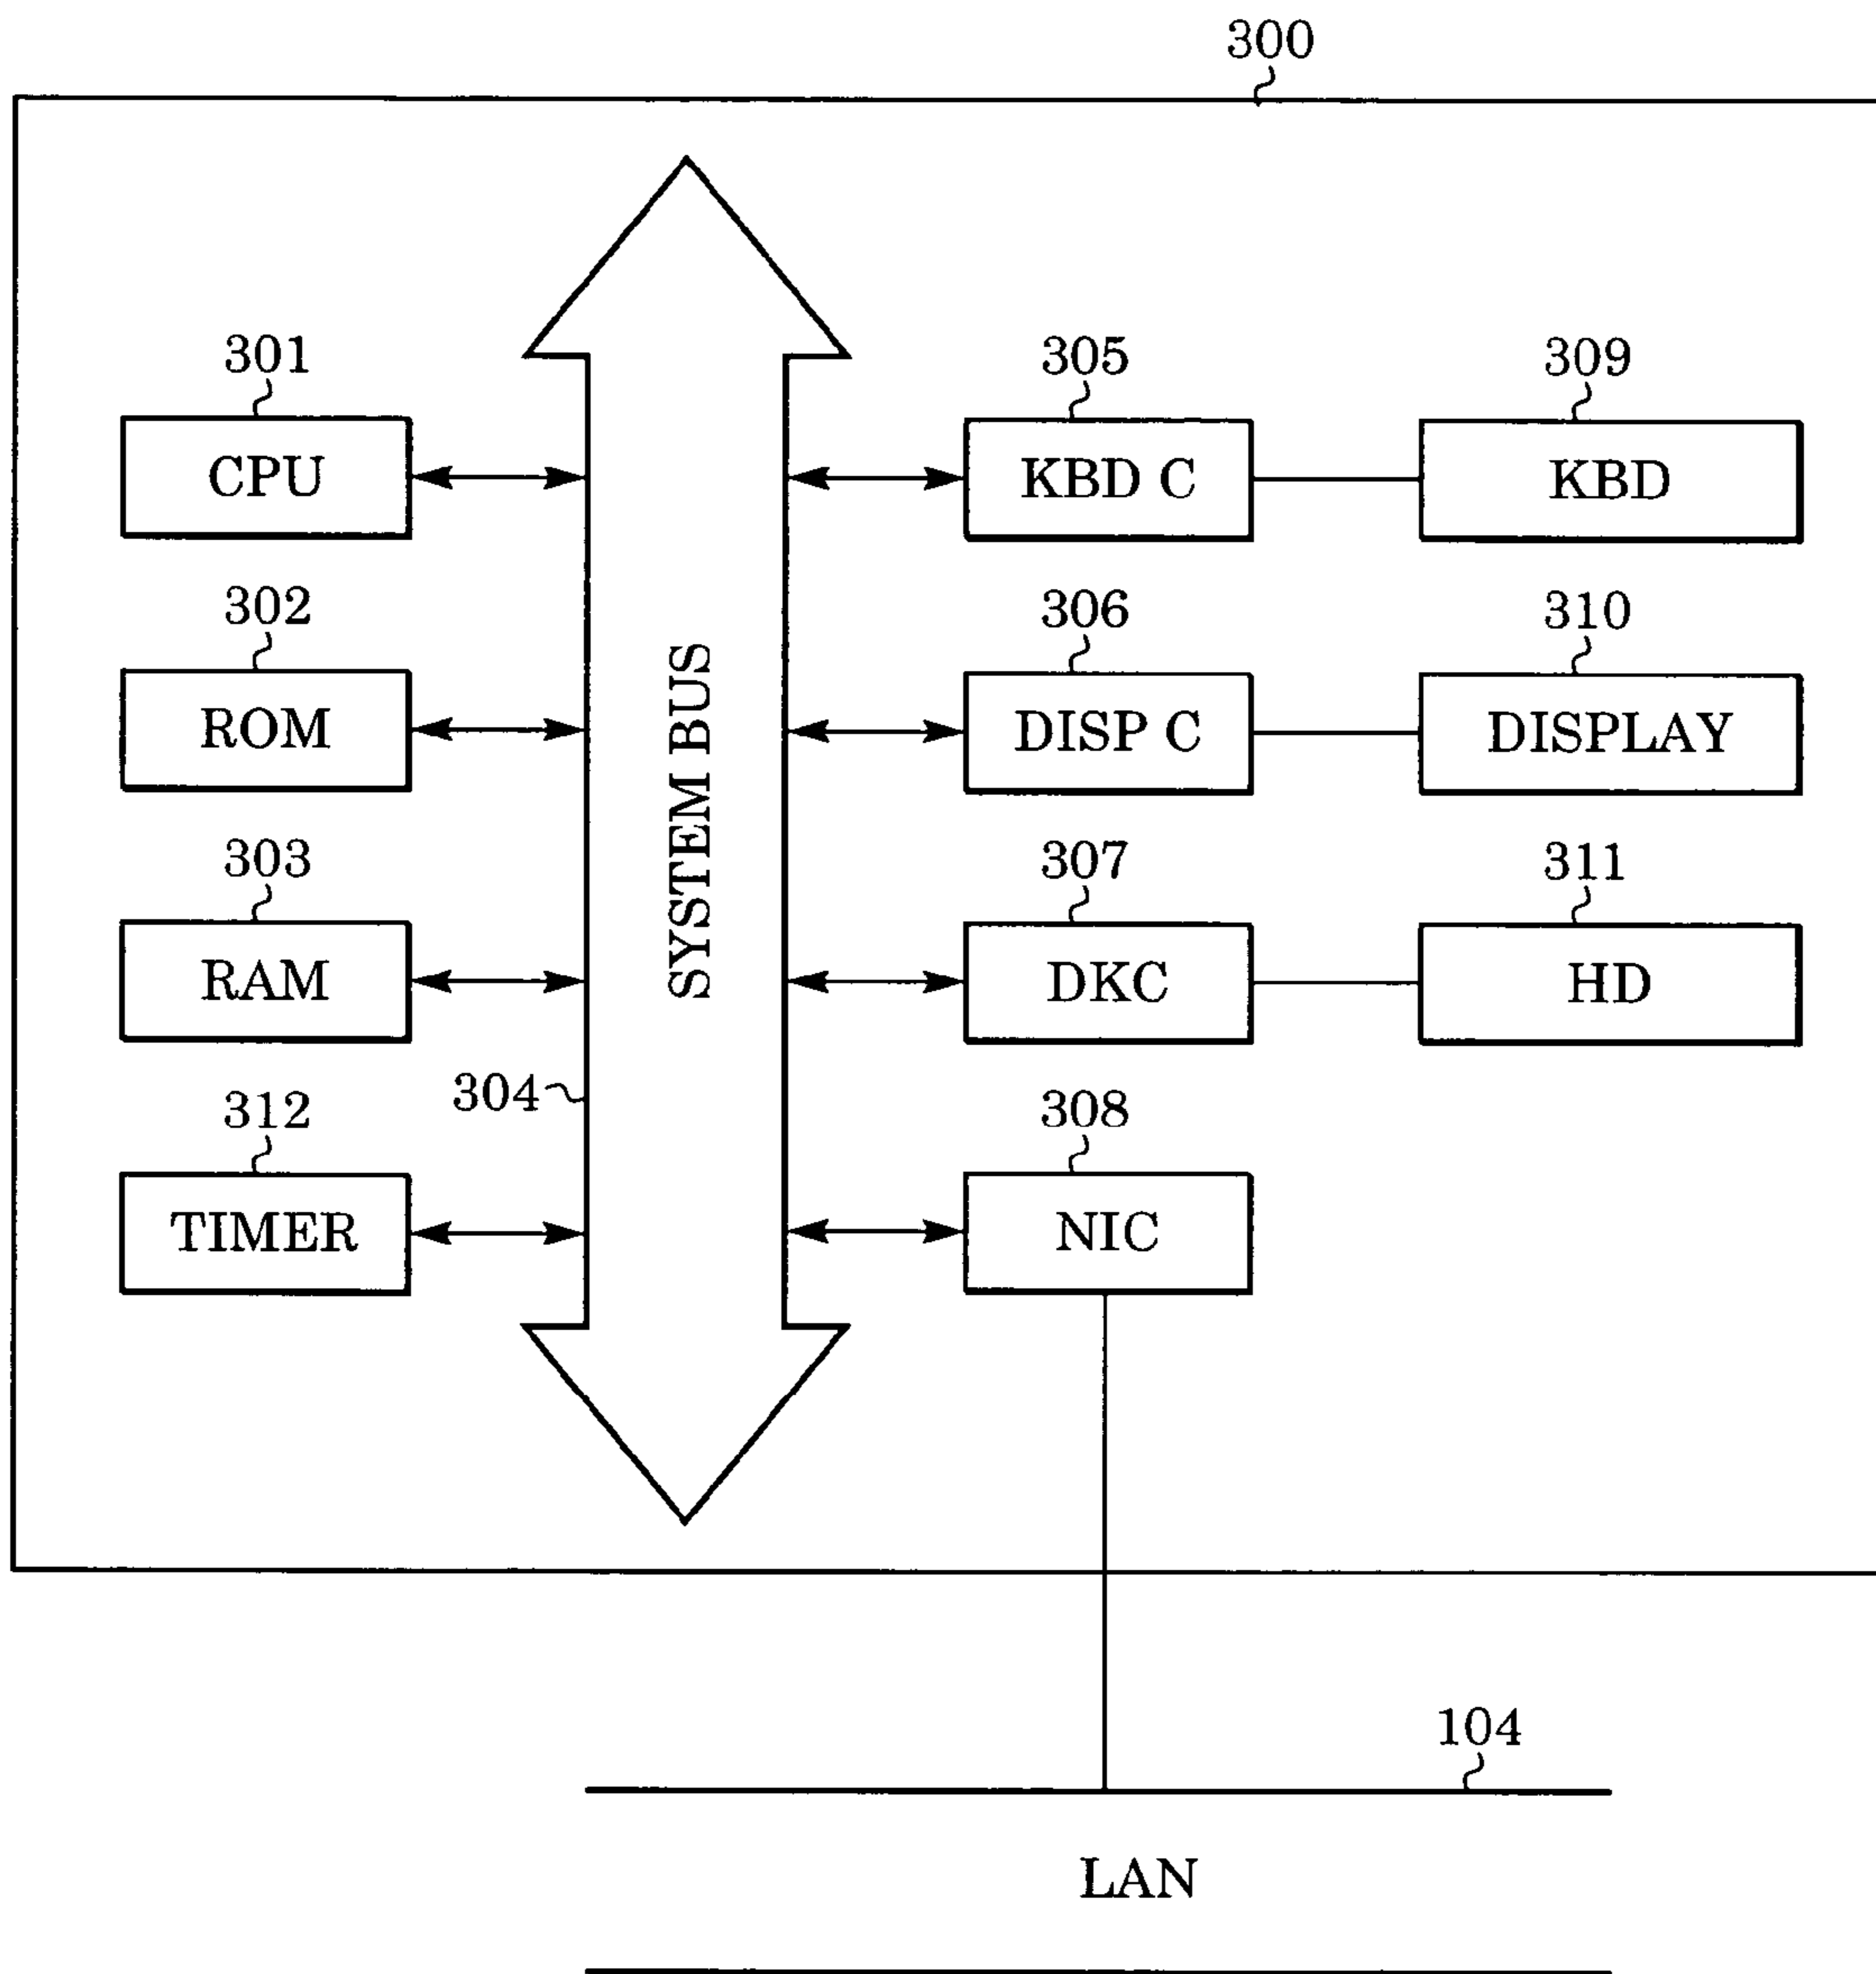 300
301
CPU
302
ROM
303
RAM
312
TIMER
304
SYSTEM BUS
305
KBD C
309
KBD
306
DISP C
310
DISPLAY
307
DKC
311
HD
308
NIC
104
LAN